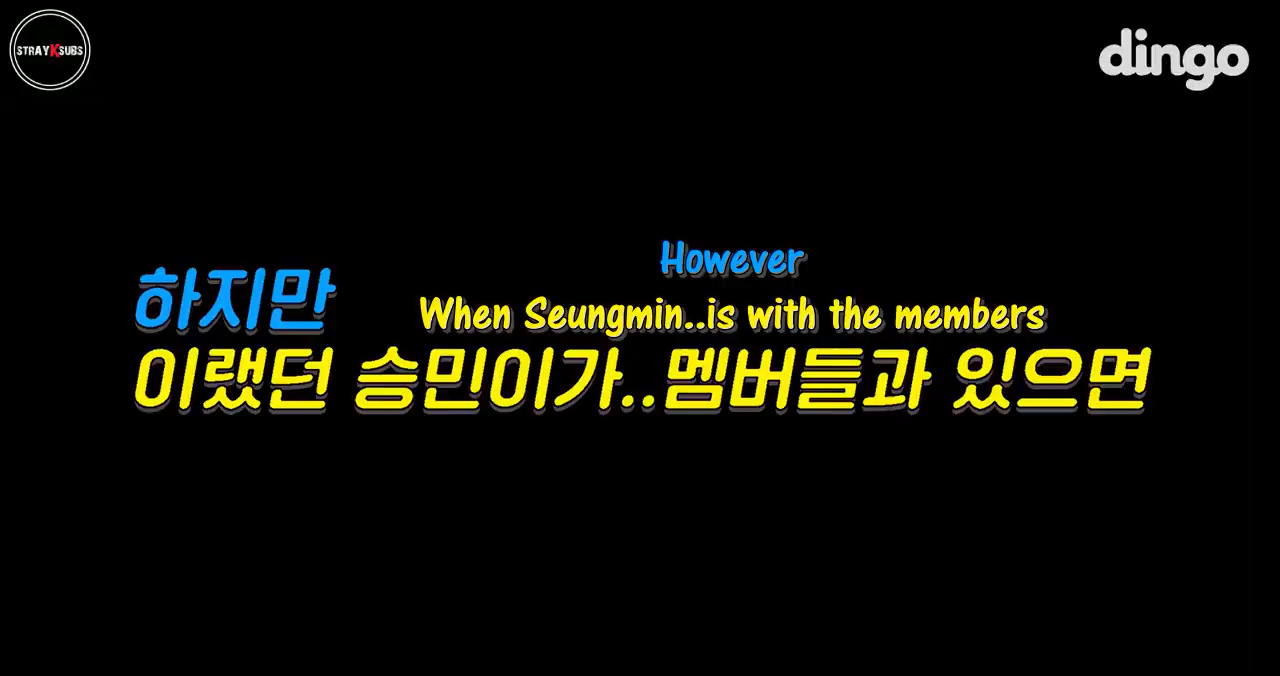 STRAYKSUBS
dingo
However
하지만
When Seungmin..is with the members
이랬던 승민이가..멤버들과 있으면